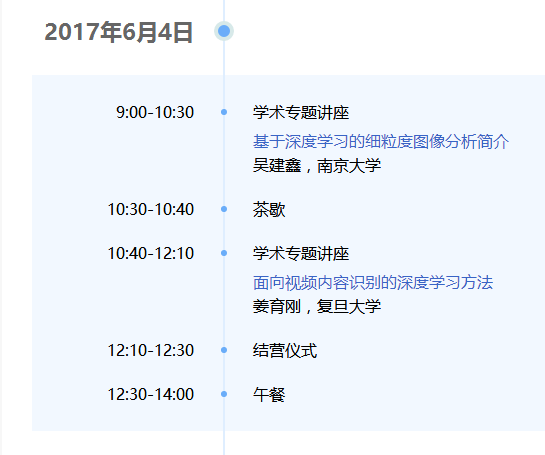 2017年6月4日
9:00-10:30 学术专题讲座
基于深度学习的细粒度图像分析简介
吴建鑫，南京大学
10:30-10:40 茶歇
10:40-12:10 学术专题讲座
面向视频内容识别的深度学习方法
姜育刚，复旦大学
12:10-12:30 结营仪式
12:30-14:00 午餐